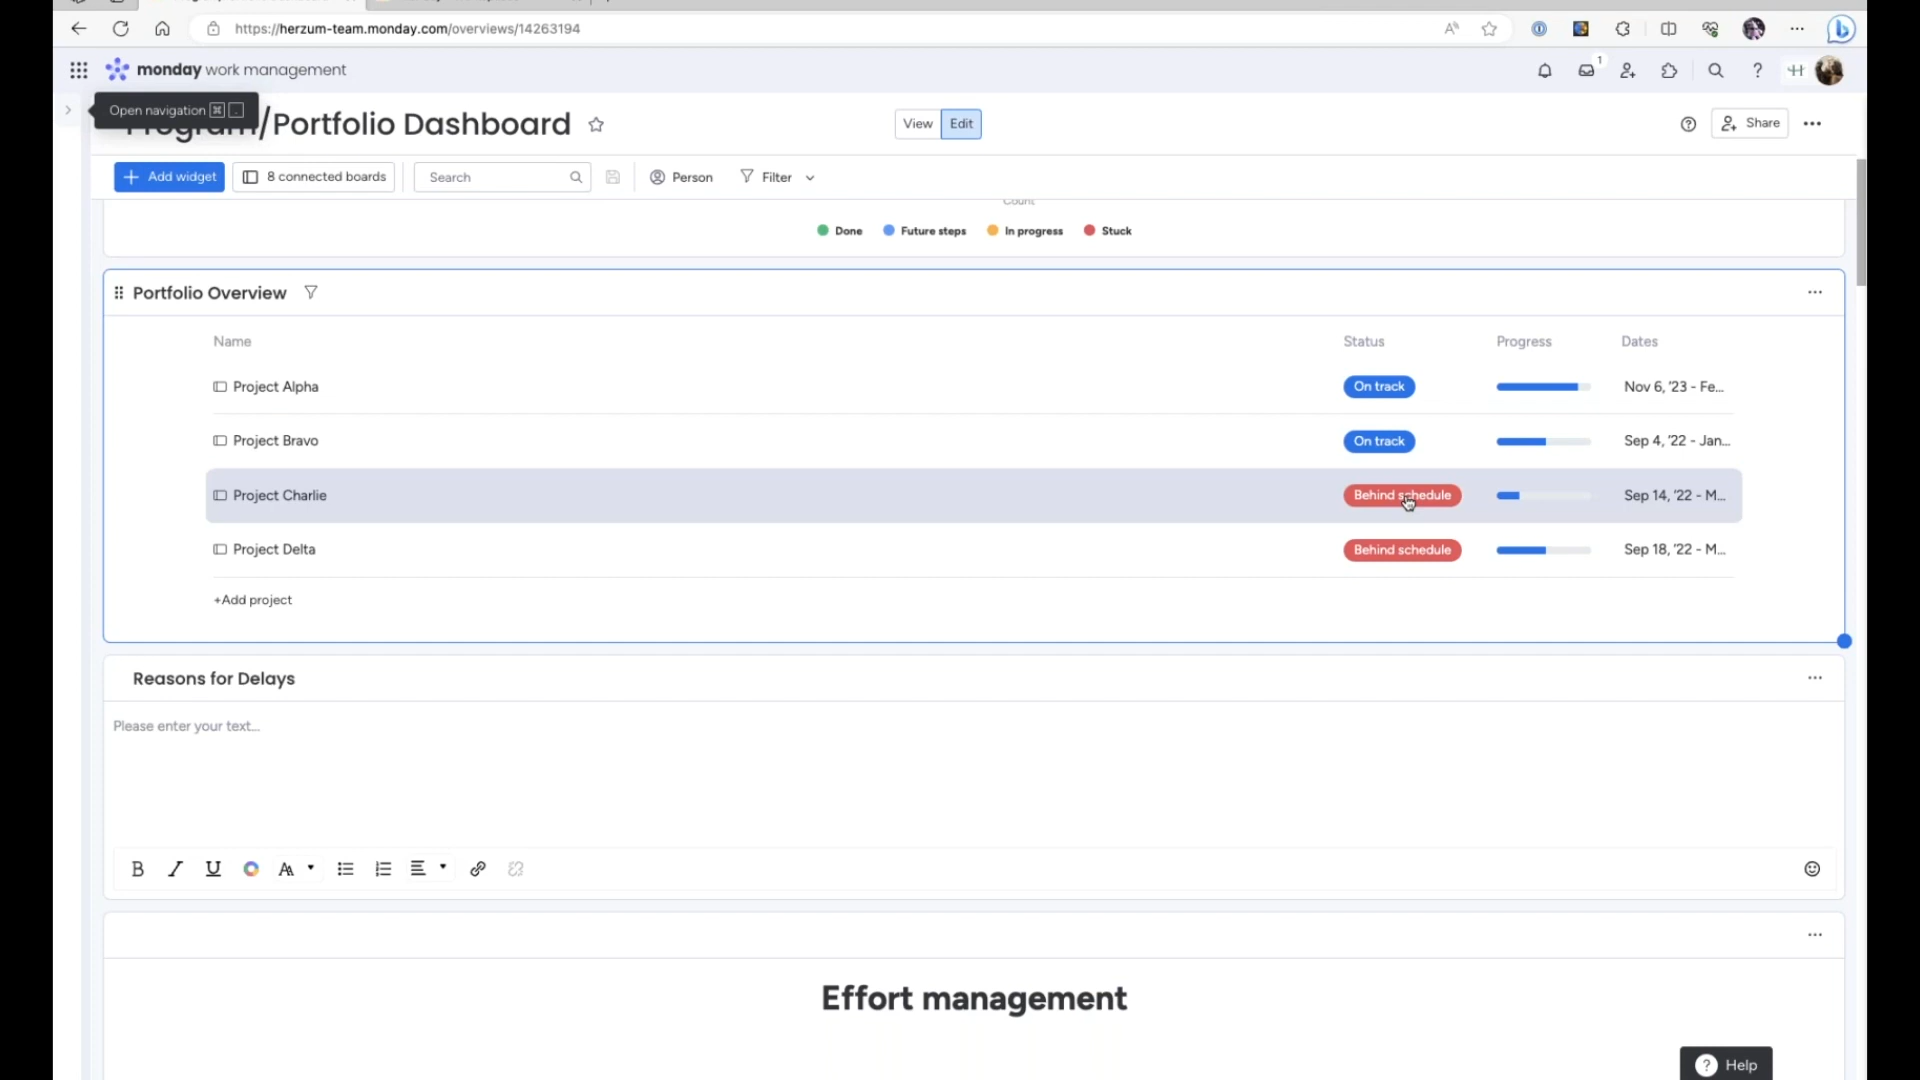 https://herzum-team.monday.com/overviews/14263194
monday work management
1
Open navigation ⌘ .
Program/Portfolio Dashboard
View Edit
Share
Add widget
8 connected boards
Search
Person
Filter
Count
Done Future steps In progress Stuck
Portfolio Overview
Name Status Progress Dates
Project Alpha On track Nov 6, '23 - Fe...
Project Bravo On track Sep 4, '22 - Jan...
Project Charlie Behind schedule Sep 14, '22 - M...
Project Delta Behind schedule Sep 18, '22 - M...
+Add project
Reasons for Delays
Please enter your text...
Effort management
? Help